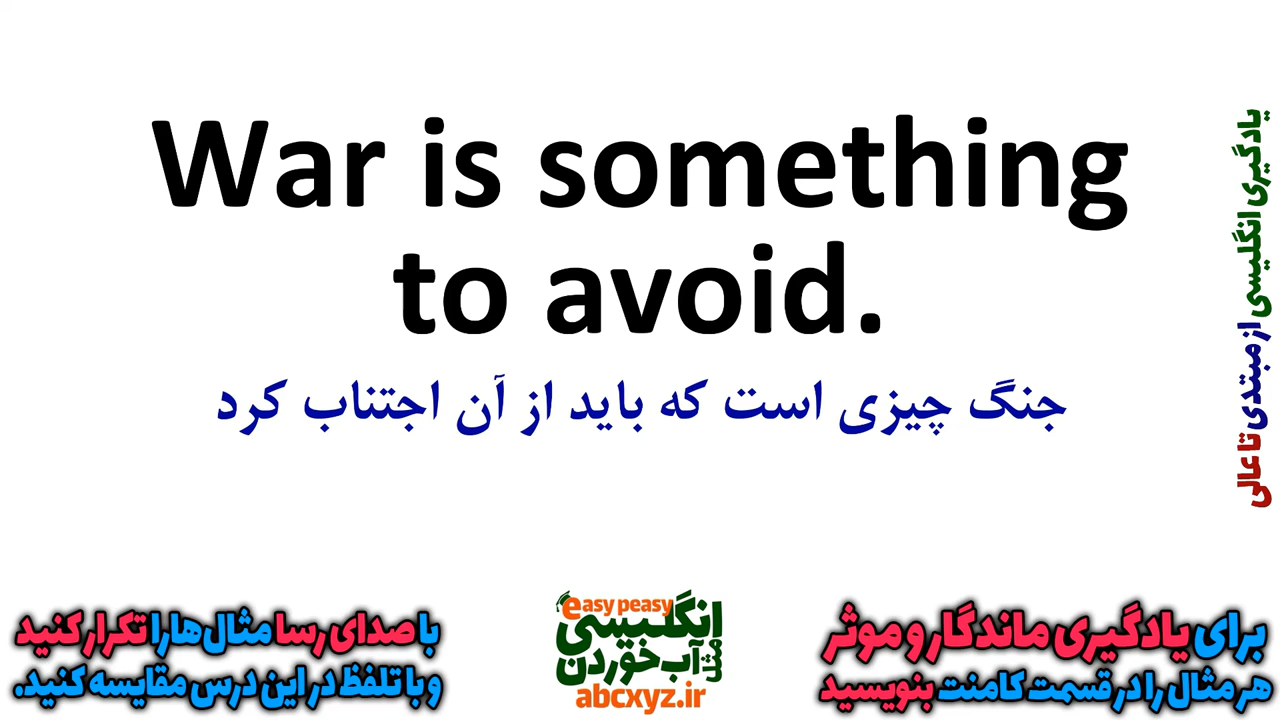 War is something
to avoid.
جنگ چیزی است که باید از آن اجتناب کرد
یادگیری انگلیسی از مبتدی تا عالی
برای یادگیری ماندگار و موثر
هر مثال را در قسمت کامنت بنویسید
easy peasy
انگلیسی
مثل
آب خوردن
abcxyz.ir
با صدای رسا مثال‌ها را تکرار کنید
و با تلفظ در این درس مقایسه کنید.